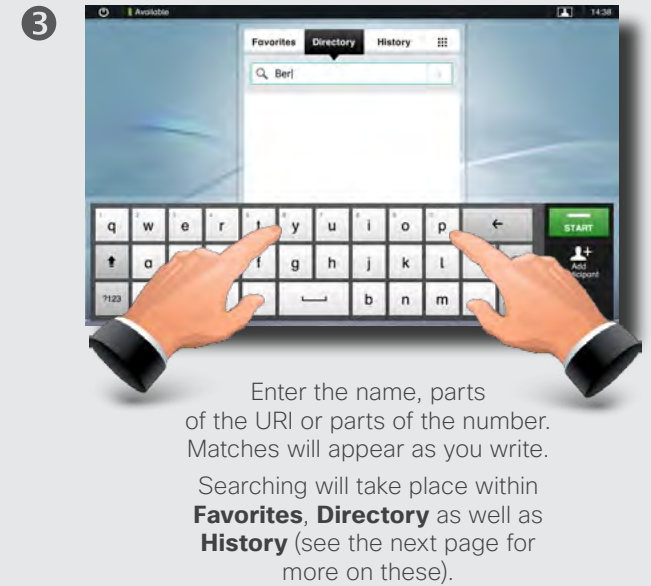 3
Available 14:38
Favorites Directory History
Ber
q w e r t y u i o p
START
a f g h j k l
Add
?123 b n m
Enter the name, parts
of the URI or parts of the number.
Matches will appear as you write.
Searching will take place within
Favorites, Directory as well as
History (see the next page for
more on these).